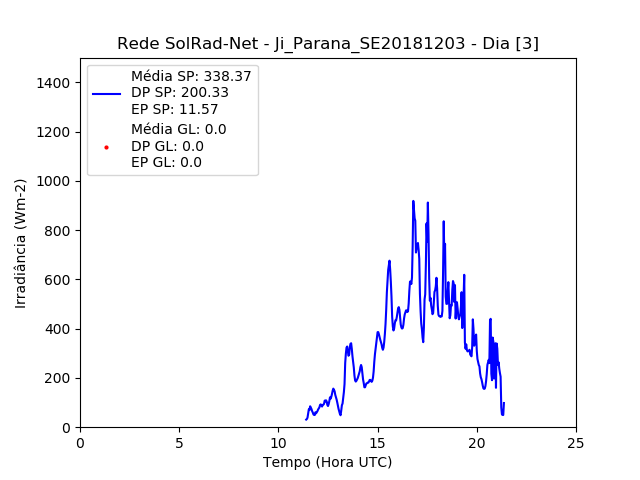 Rede SolRad-Net - Ji_Parana_SE20181203 - Dia [3]
Média SP: 338.37
DP SP: 200.33
EP SP: 11.57
Média GL: 0.0
DP GL: 0.0
EP GL: 0.0
Irradiância (Wm-2)
1400
1200
1000
800
600
400
200
0
0 5 10 15 20 25
Tempo (Hora UTC)